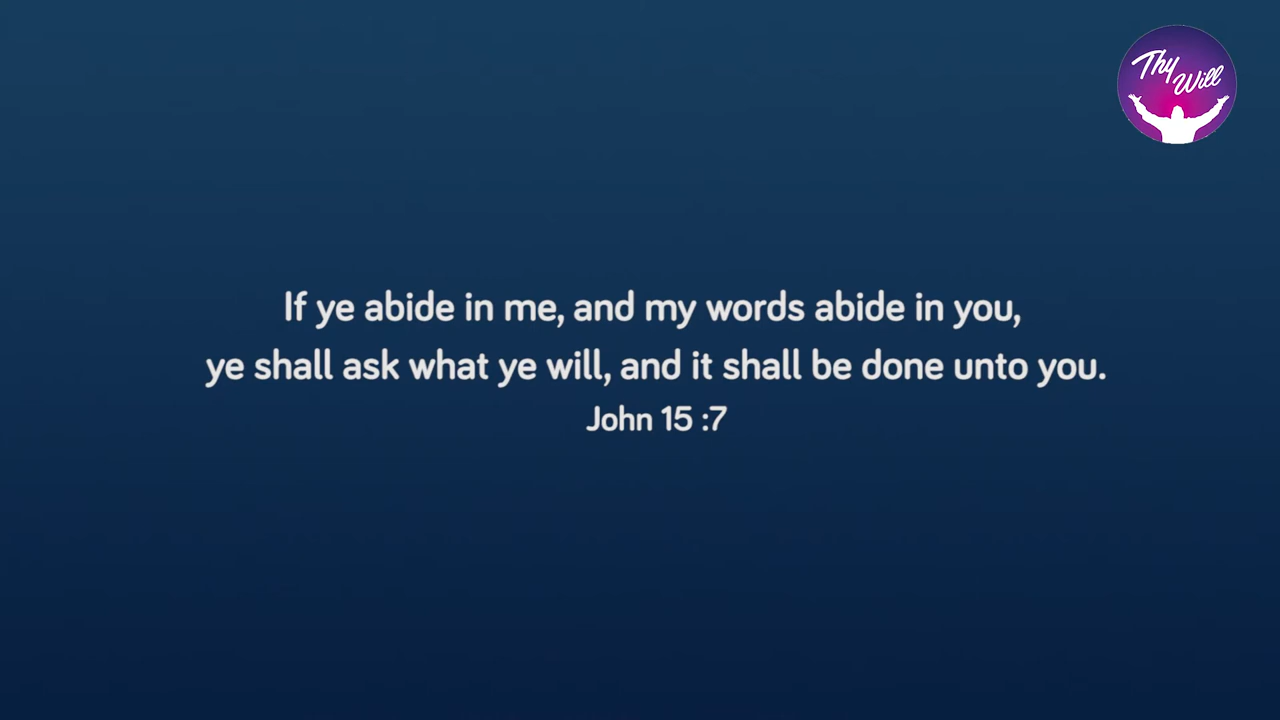 Thy Will
If ye abide in me, and my words abide in you,
ye shall ask what ye will, and it shall be done unto you.
John 15 :7